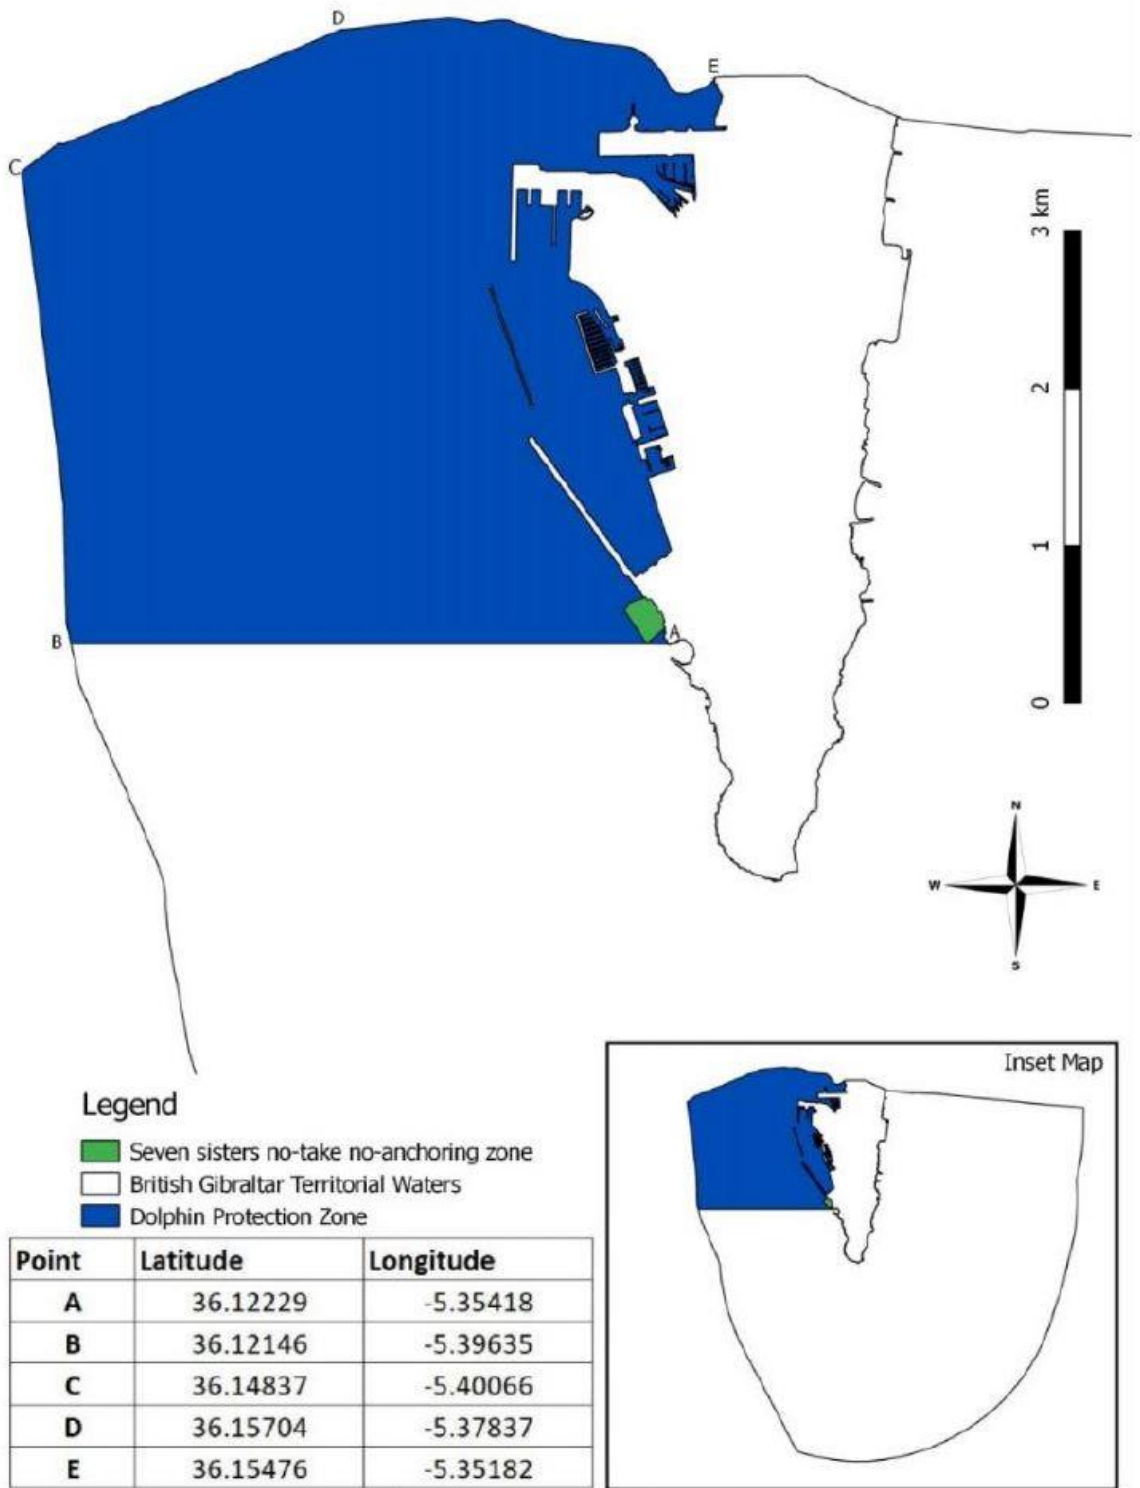 D
E
C
3 km
2
1
0
A
B
N
W
E
S
Inset Map
Legend
Seven sisters no-take no-anchoring zone
British Gibraltar Territorial Waters
Dolphin Protection Zone
Point Latitude Longitude
A 36.12229 -5.35418
B 36.12146 -5.39635
C 36.14837 -5.40066
D 36.15704 -5.37837
E 36.15476 -5.35182